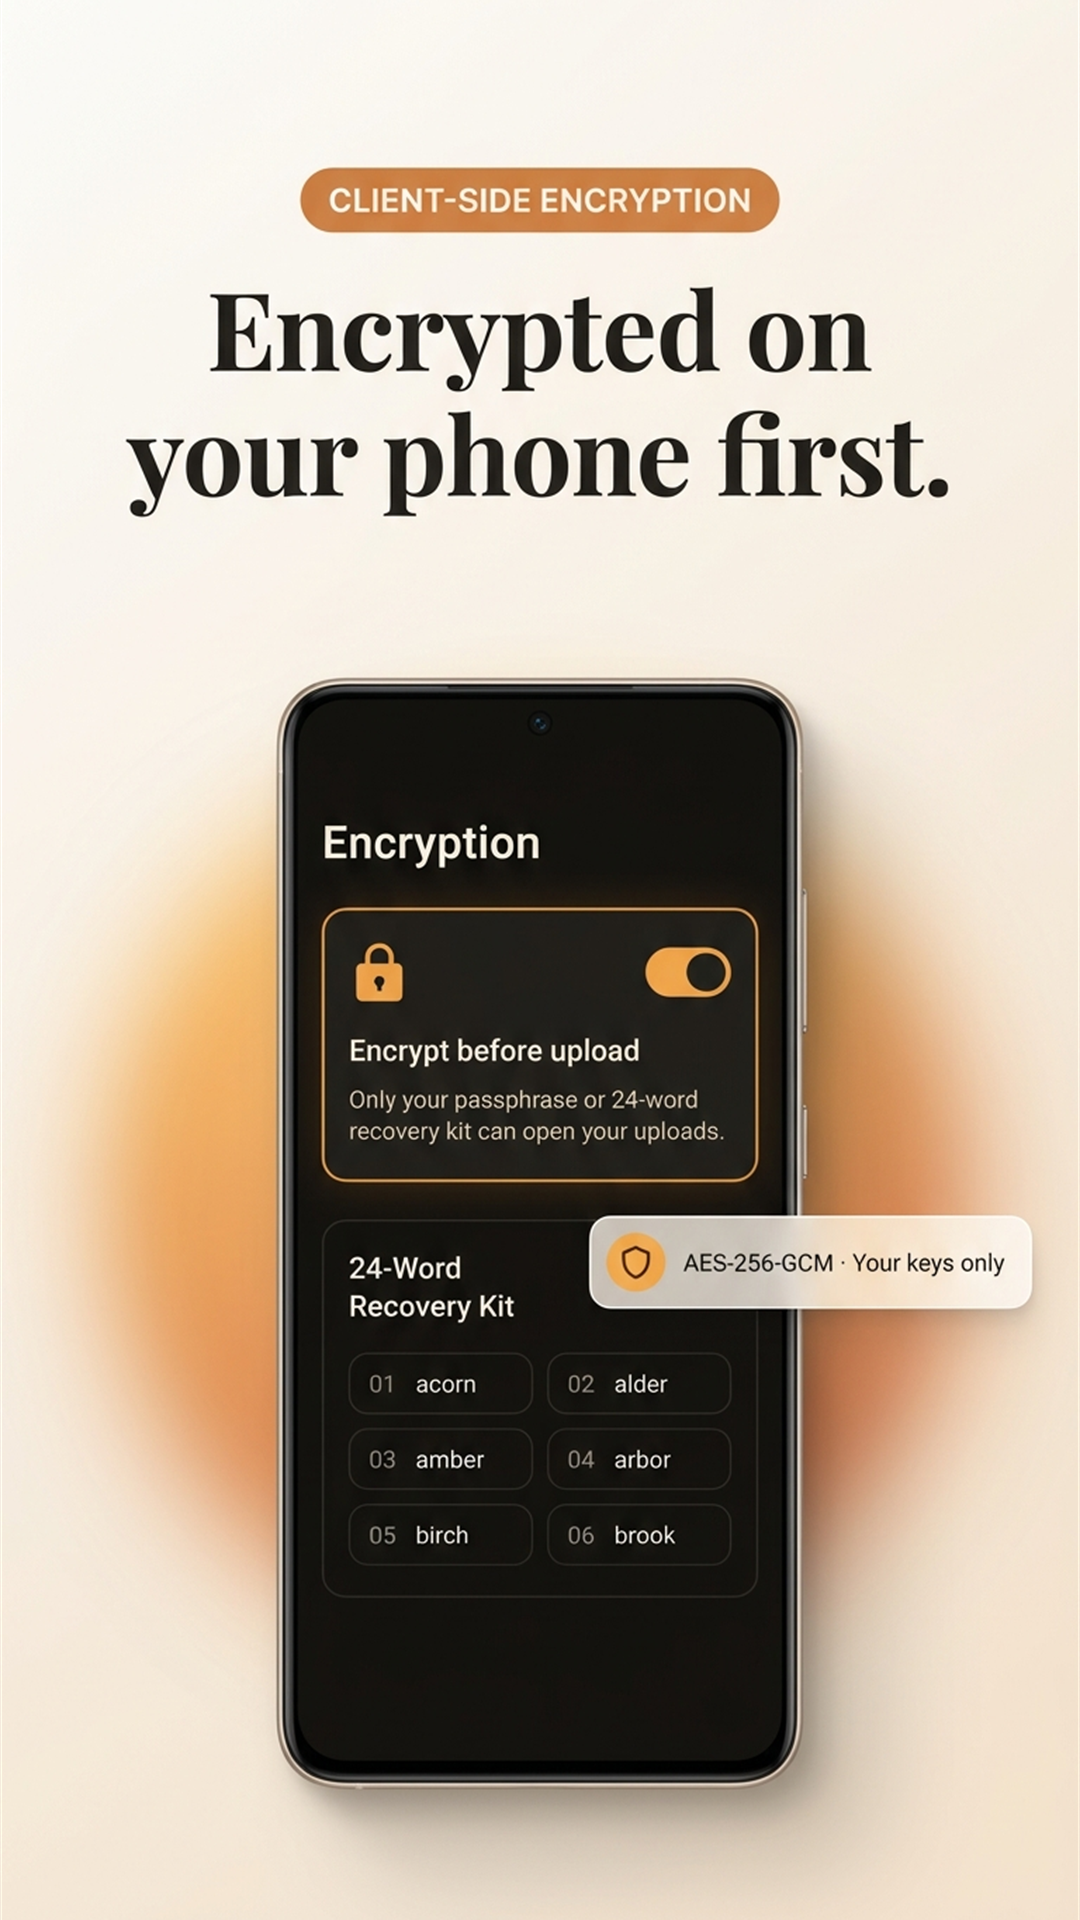 CLIENT-SIDE ENCRYPTION
Encrypted on
your phone first.
Encryption
Encrypt before upload
Only your passphrase or 24-word
recovery kit can open your uploads.
24-Word
Recovery Kit
AES-256-GCM · Your keys only
01 acorn
02 alder
03 amber
04 arbor
05 birch
06 brook